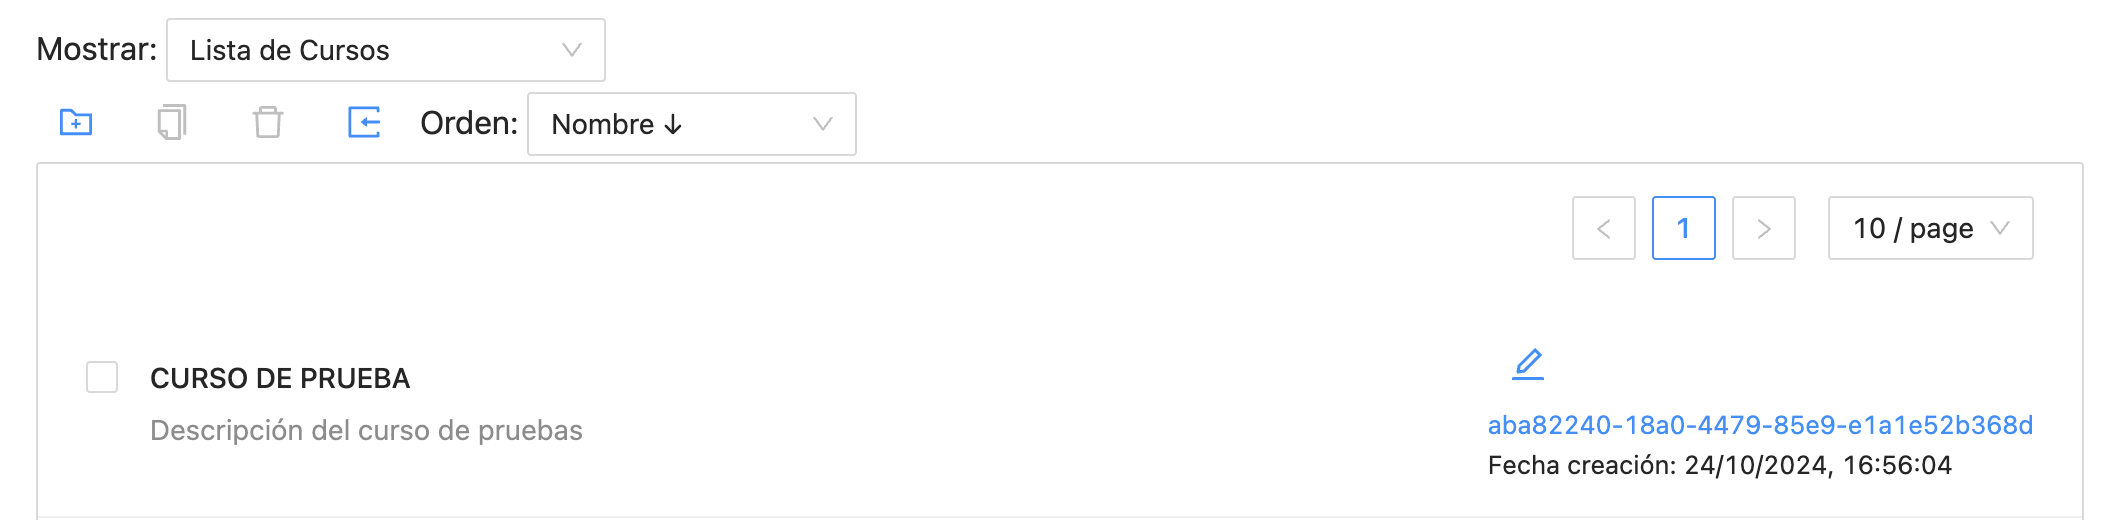 Mostrar: Lista de Cursos
Orden: Nombre ↓
< 1 > 10 / page
CURSO DE PRUEBA
Descripción del curso de pruebas
aba82240-18a0-4479-85e9-e1a1e52b368d
Fecha creación: 24/10/2024, 16:56:04